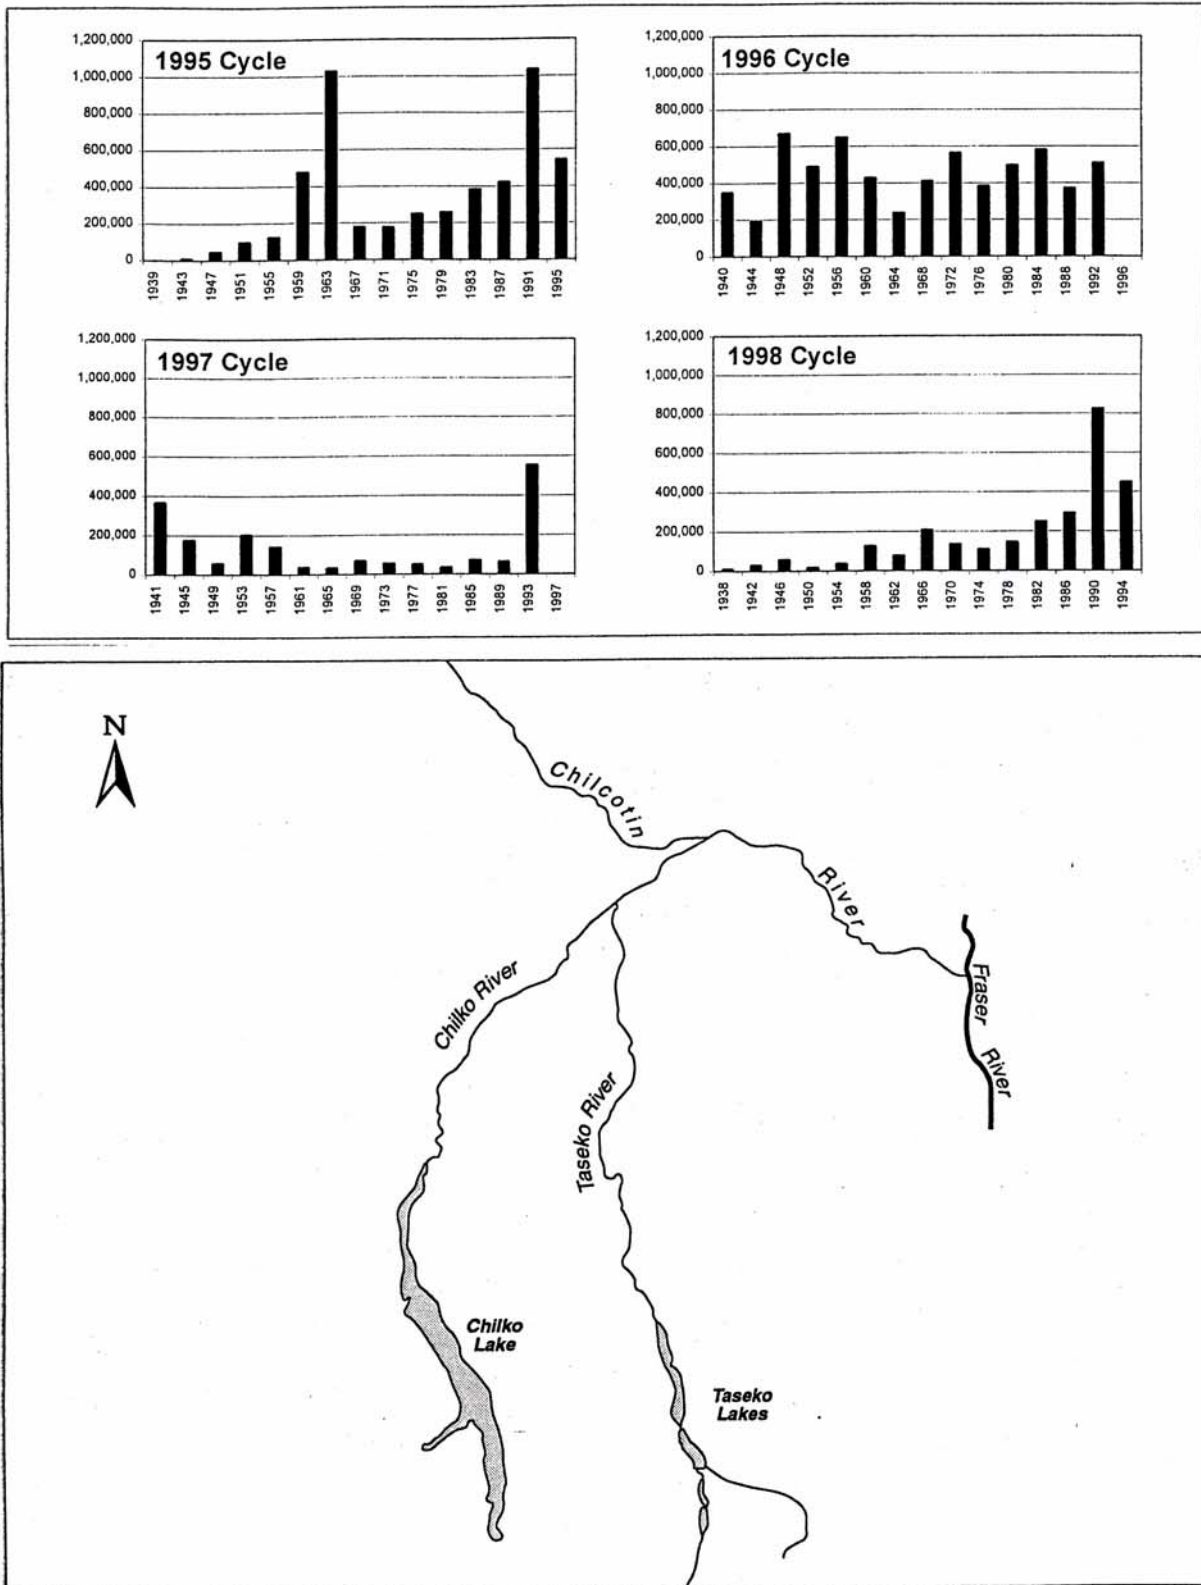 1995 Cycle
1,200,000
1,000,000
800,000
600,000
400,000
200,000
0
1939 1943 1947 1951 1955 1959 1963 1967 1971 1975 1979 1983 1987 1991 1995
1996 Cycle
1,200,000
1,000,000
800,000
600,000
400,000
200,000
0
1940 1944 1948 1952 1956 1960 1964 1968 1972 1976 1980 1984 1988 1992 1996
1997 Cycle
1,200,000
1,000,000
800,000
600,000
400,000
200,000
0
1941 1945 1949 1953 1957 1961 1965 1969 1973 1977 1981 1985 1989 1993 1997
1998 Cycle
1,200,000
1,000,000
800,000
600,000
400,000
200,000
0
1938 1942 1946 1950 1954 1958 1962 1966 1970 1974 1978 1982 1986 1990 1994
N
Chilcotin
River
Fraser
River
Chilko River
Taseko River
Chilko
Lake
Taseko
Lakes